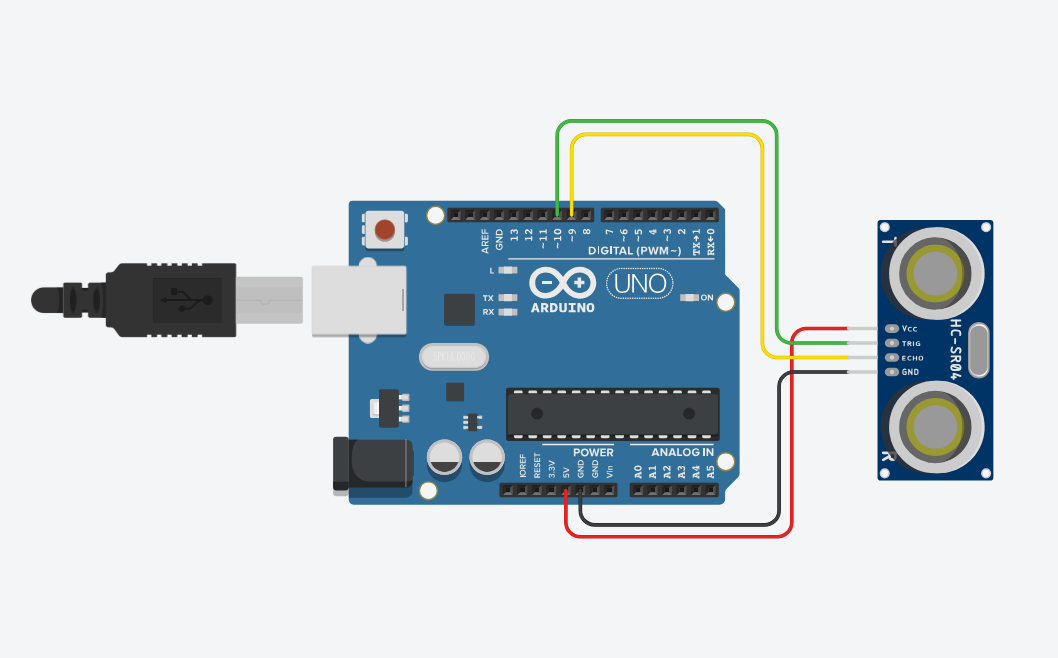 AREF
GND
13
12
~11
~10
~9
8
7
~6
~5
4
~3
2
TX→1
RX←0
DIGITAL (PWM~)
L
TX
RX
UNO
ON
ARDUINO
T
VCC
TRIG
ECHO
GND
HC-SR04
R
POWER
ANALOG IN
IOREF
RESET
3.3V
5V
GND
GND
Vin
A0
A1
A2
A3
A4
A5